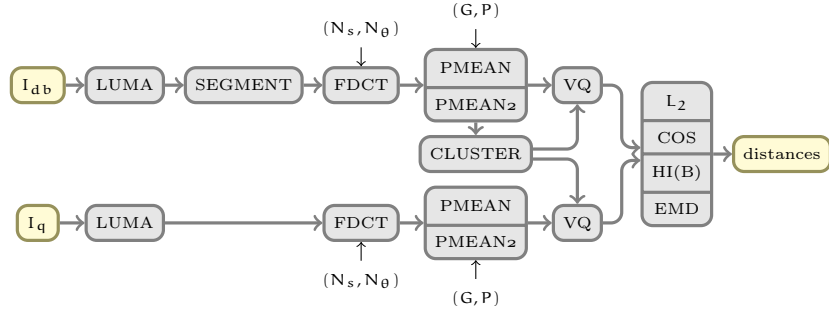 (G, P)
(N_s, N_θ)
I_db
LUMA
SEGMENT
FDCT
PMEAN
PMEAN2
VQ
CLUSTER
L_2
COS
HI(B)
EMD
distances
I_q
LUMA
FDCT
PMEAN
PMEAN2
VQ
(N_s, N_θ)
(G, P)